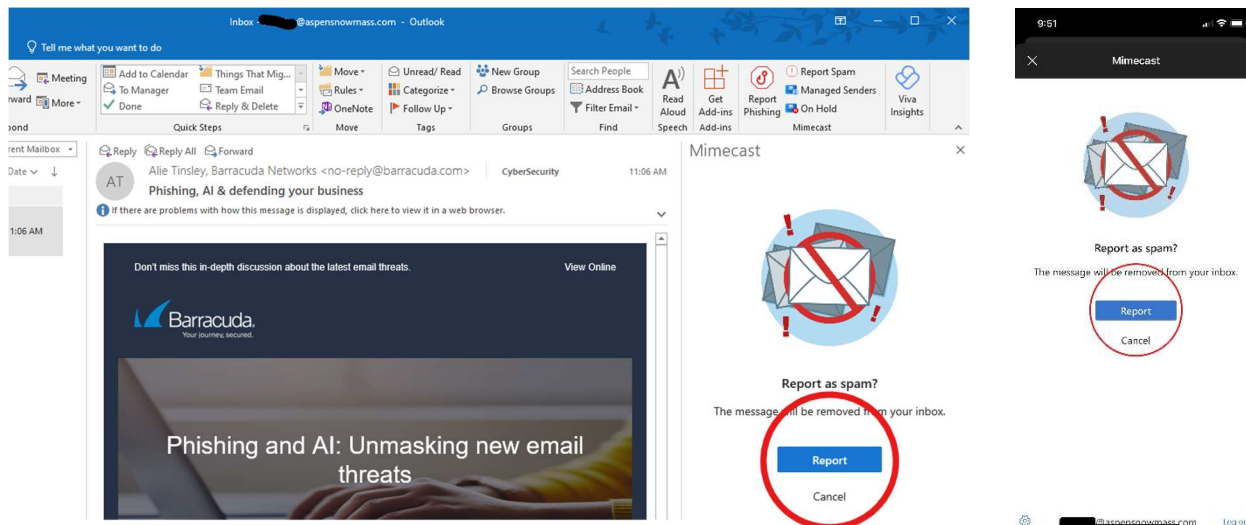 Inbox - @aspensnowmass.com - Outlook
Tell me what you want to do
Meeting
More
Add to Calendar
To Manager
Done
Things That Mig...
Team Email
Reply & Delete
Quick Steps
Move
Rules
OneNote
Move
Unread/ Read
Categorize
Follow Up
Tags
New Group
Browse Groups
Groups
Search People
Address Book
Filter Email
Find
Read Aloud
Speech
Get Add-ins
Add-ins
Report Phishing
Report Spam
Managed Senders
On Hold
Mimecast
Viva Insights
Mailbox
Date
1:06 AM
Reply Reply All Forward
AT
Alie Tinsley, Barracuda Networks <no-reply@barracuda.com> CyberSecurity 11:06 AM
Phishing, AI & defending your business
If there are problems with how this message is displayed, click here to view it in a web browser.
Don't miss this in-depth discussion about the latest email threats. View Online
Barracuda.
Your journey, secured.
Phishing and AI: Unmasking new email
threats
Mimecast
Report as spam?
The message will be removed from your inbox.
Report
Cancel
9:51
Mimecast
Report as spam?
The message will be removed from your inbox.
Report
Cancel
@aspensnowmass.com